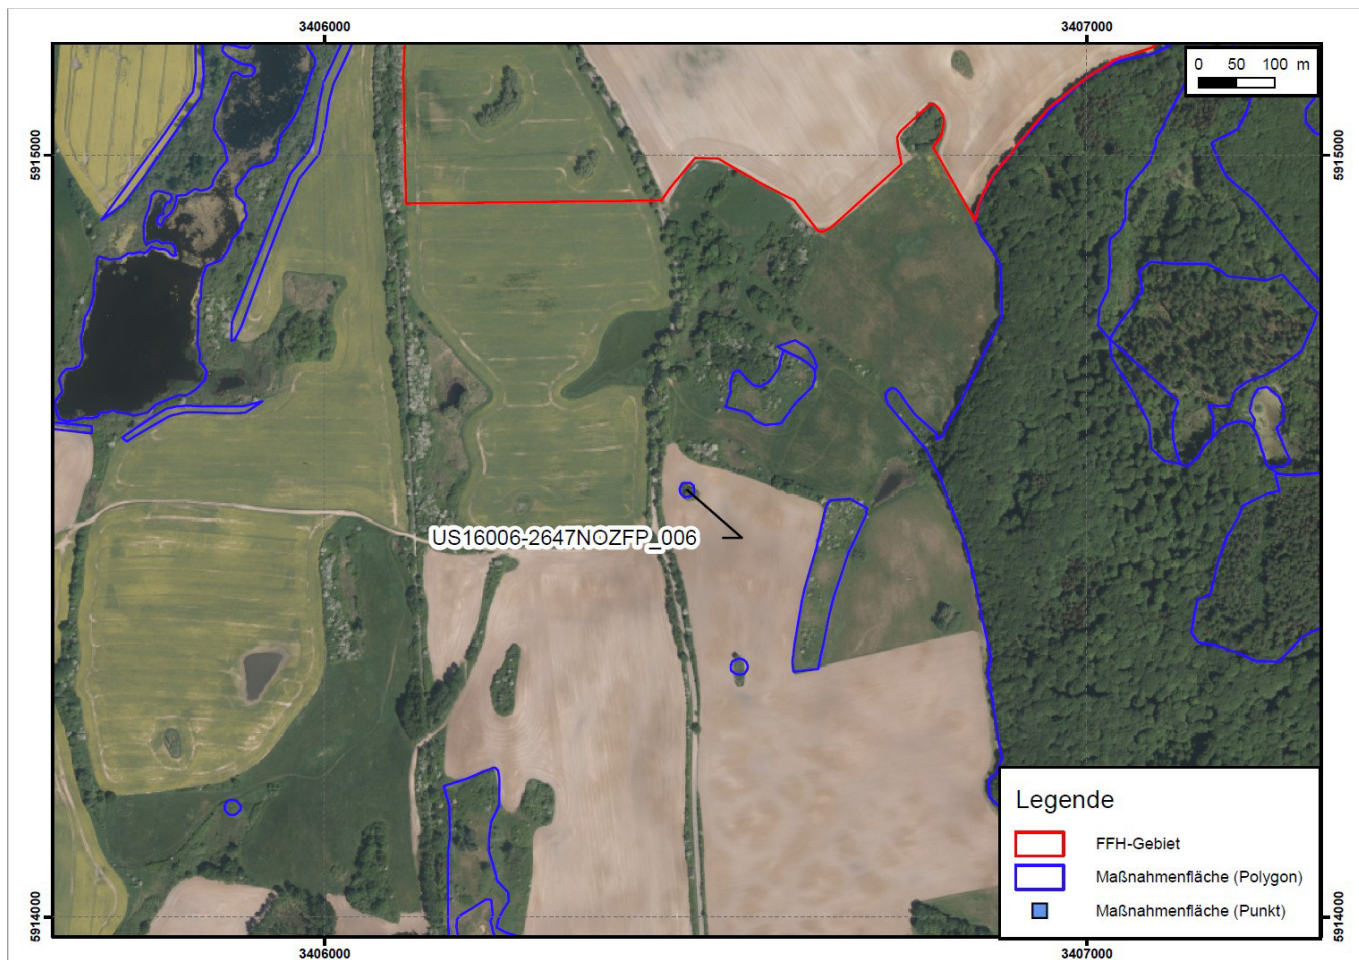 3406000 3407000
0 50 100 m
5915000 5915000
US16006-2647NOZFP_006
Legende
FFH-Gebiet
Maßnahmenfläche (Polygon)
Maßnahmenfläche (Punkt)
5914000 5914000
3406000 3407000